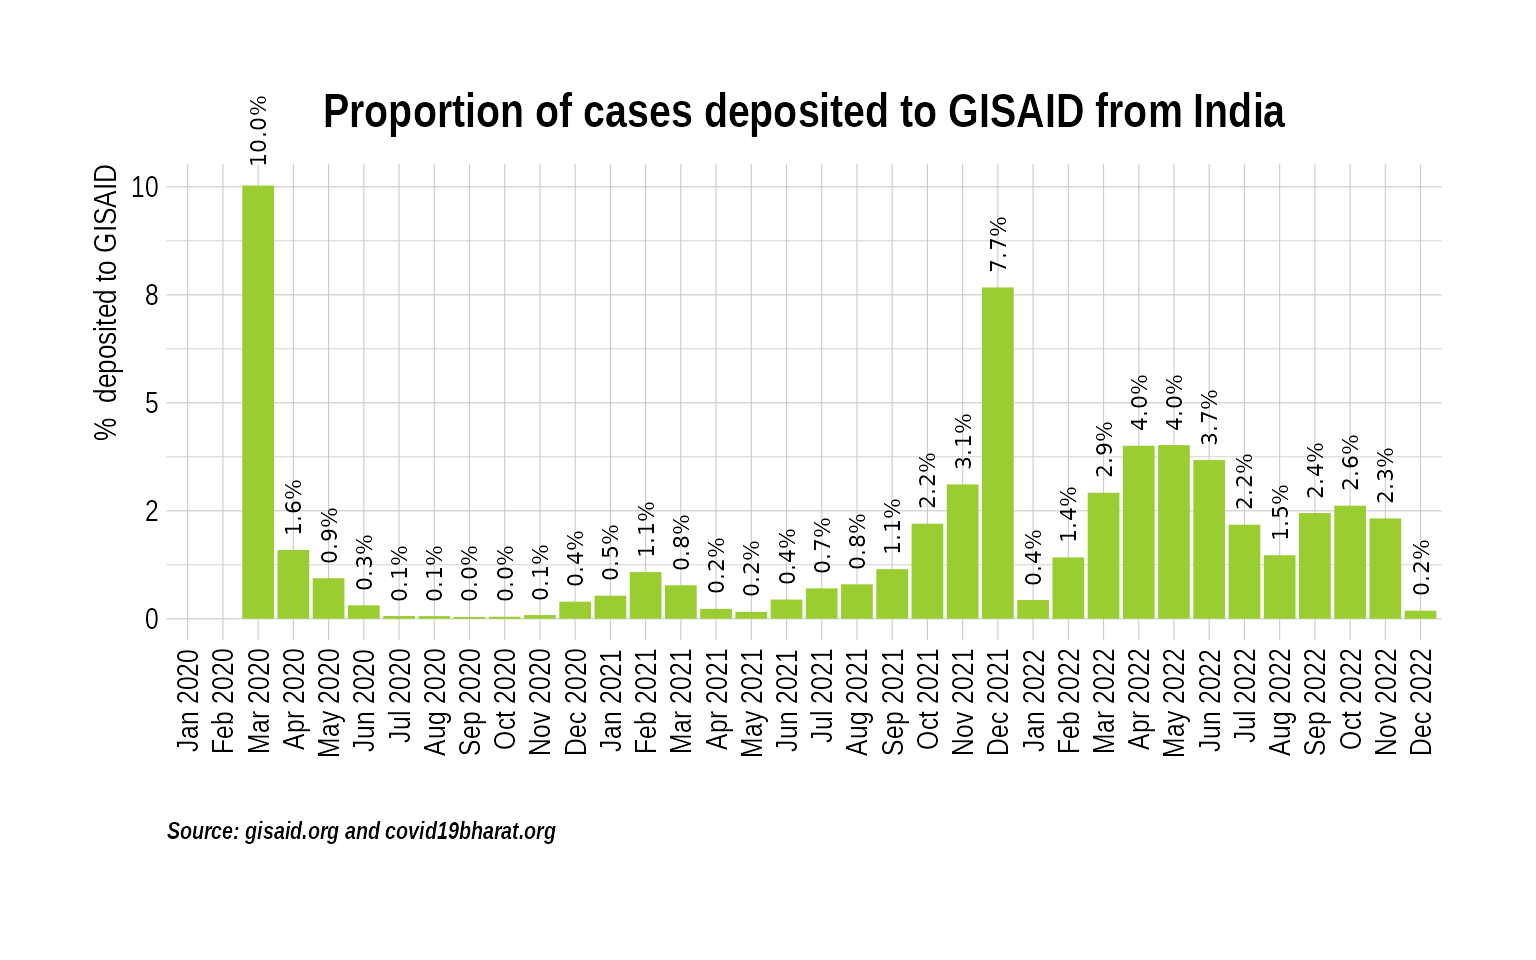 Proportion of cases deposited to GISAID from India
% deposited to GISAID
10
8
5
2
0
10.0%
1.6%
0.9%
0.3%
0.1%
0.1%
0.0%
0.0%
0.1%
0.4%
0.5%
1.1%
0.8%
0.2%
0.2%
0.4%
0.7%
0.8%
1.1%
2.2%
3.1%
7.7%
0.4%
1.4%
2.9%
4.0%
4.0%
3.7%
2.2%
1.5%
2.4%
2.6%
2.3%
0.2%
Jan 2020
Feb 2020
Mar 2020
Apr 2020
May 2020
Jun 2020
Jul 2020
Aug 2020
Sep 2020
Oct 2020
Nov 2020
Dec 2020
Jan 2021
Feb 2021
Mar 2021
Apr 2021
May 2021
Jun 2021
Jul 2021
Aug 2021
Sep 2021
Oct 2021
Nov 2021
Dec 2021
Jan 2022
Feb 2022
Mar 2022
Apr 2022
May 2022
Jun 2022
Jul 2022
Aug 2022
Sep 2022
Oct 2022
Nov 2022
Dec 2022
Source: gisaid.org and covid19bharat.org